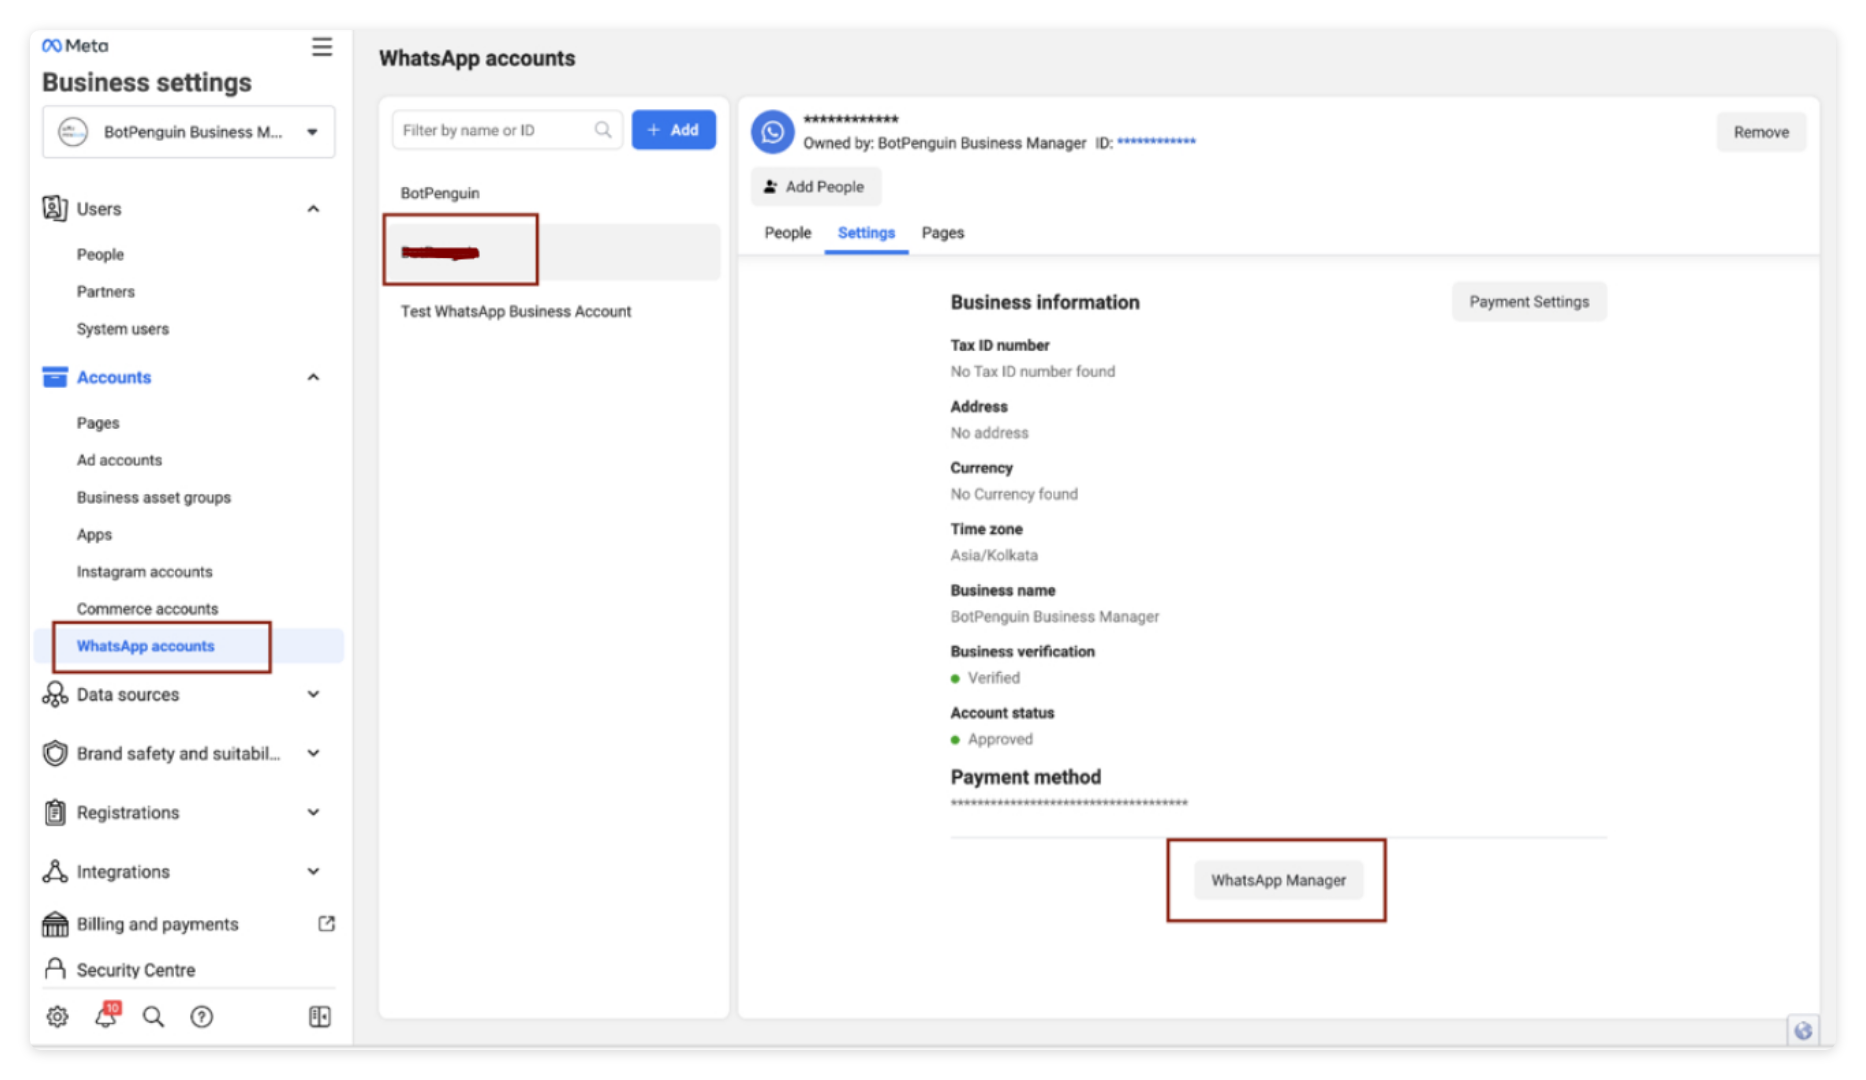 Meta
Business settings
BotPenguin Business M...
Users
People
Partners
System users
Accounts
Pages
Ad accounts
Business asset groups
Apps
Instagram accounts
Commerce accounts
WhatsApp accounts
Data sources
Brand safety and suitabil...
Registrations
Integrations
Billing and payments
Security Centre
10
WhatsApp accounts
Filter by name or ID
+ Add
BotPenguin
Test WhatsApp Business Account
************
Owned by: BotPenguin Business Manager ID: ************
Remove
Add People
People Settings Pages
Business information
Payment Settings
Tax ID number
No Tax ID number found
Address
No address
Currency
No Currency found
Time zone
Asia/Kolkata
Business name
BotPenguin Business Manager
Business verification
Verified
Account status
Approved
Payment method
************************************
WhatsApp Manager